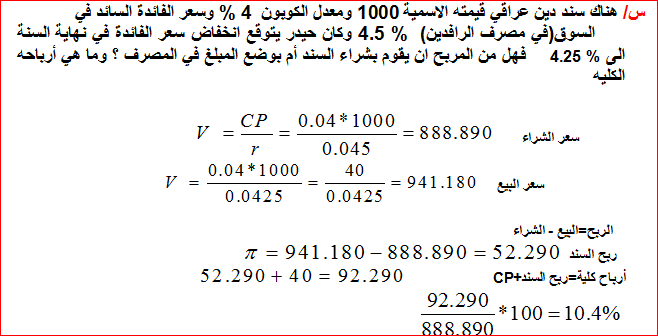 س/ هناك سند دين عراقي قيمته الاسمية 1000 ومعدل الكوبون 4 % وسعر الفائدة السائد في
السوق(في مصرف الرافدين) 4.5 % وكان حيدر يتوقع انخفاض سعر الفائدة في نهاية السنة
الى % 4.25 فهل من المربح ان يقوم بشراء السند أم بوضع المبلغ في المصرف ؟ وما هي أرباحه
الكليه
V = CP/r = 0.04*1000/0.045 = 888.890 سعر الشراء
V = 0.04*1000/0.0425 = 40/0.0425 = 941.180 سعر البيع
الربح=البيع - الشراء
π = 941.180 − 888.890 = 52.290 ربح السند
52.290 + 40 = 92.290 أرباح كلية=ربح السند+CP
92.290/888.890 *100 = 10.4%